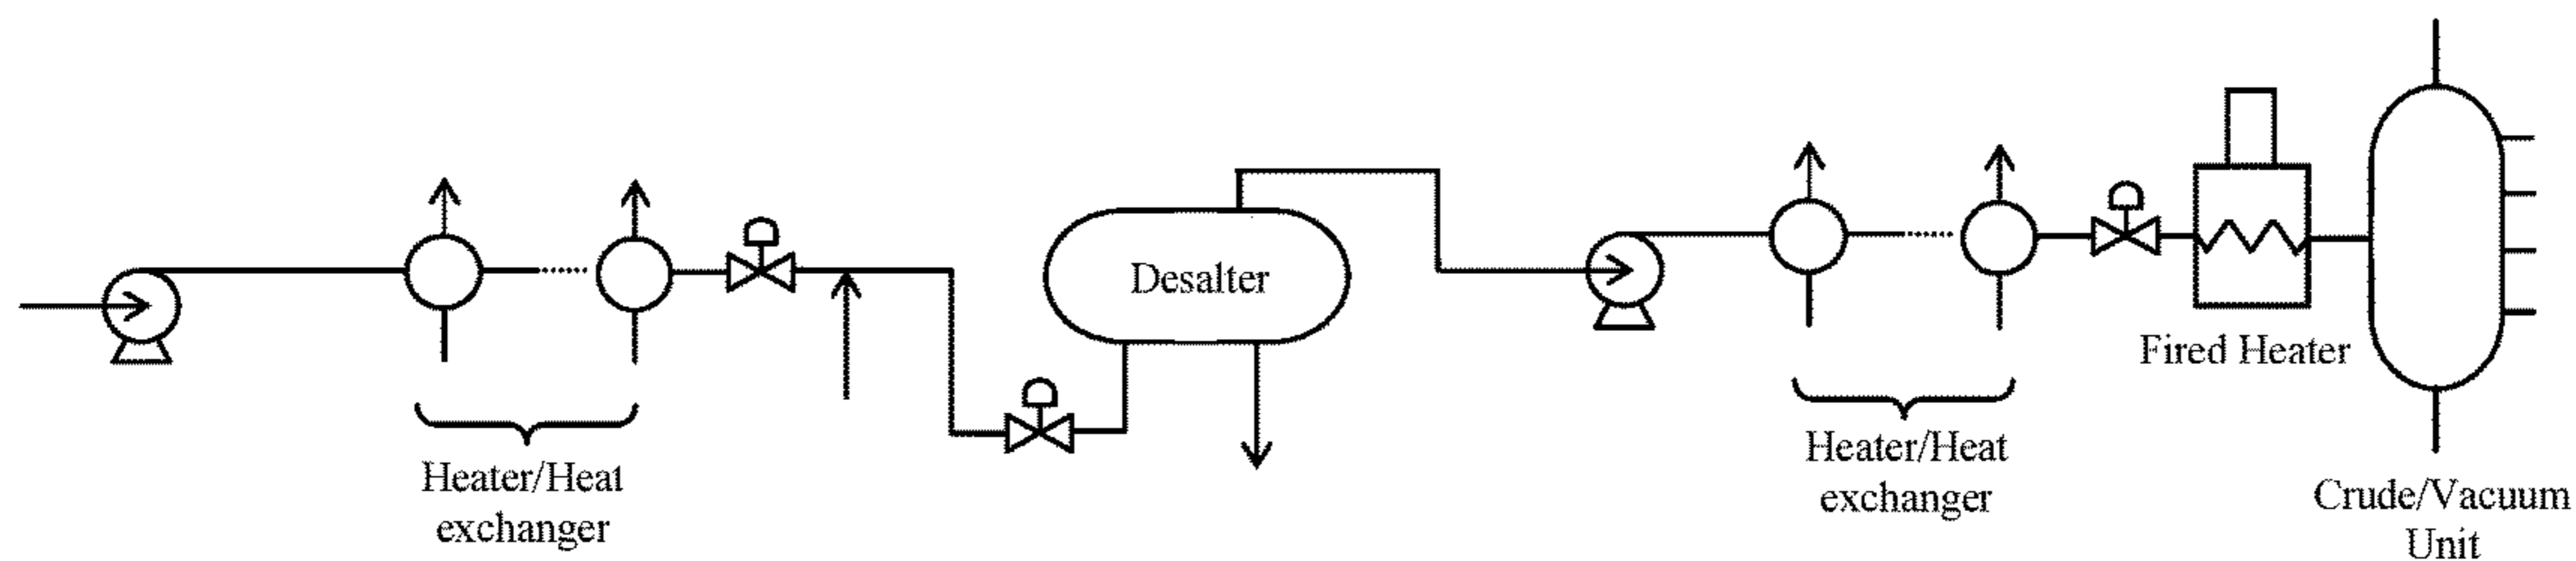 Desalter
Heater/Heat
exchanger
Heater/Heat
exchanger
Fired Heater
Crude/Vacuum
Unit